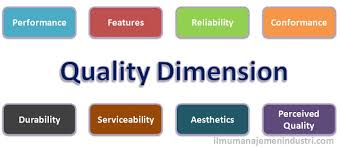 Performance Features Reliability Conformance
Quality Dimension
Durability Serviceability Aesthetics Perceived
Quality
ilmumanajemenindustri.com